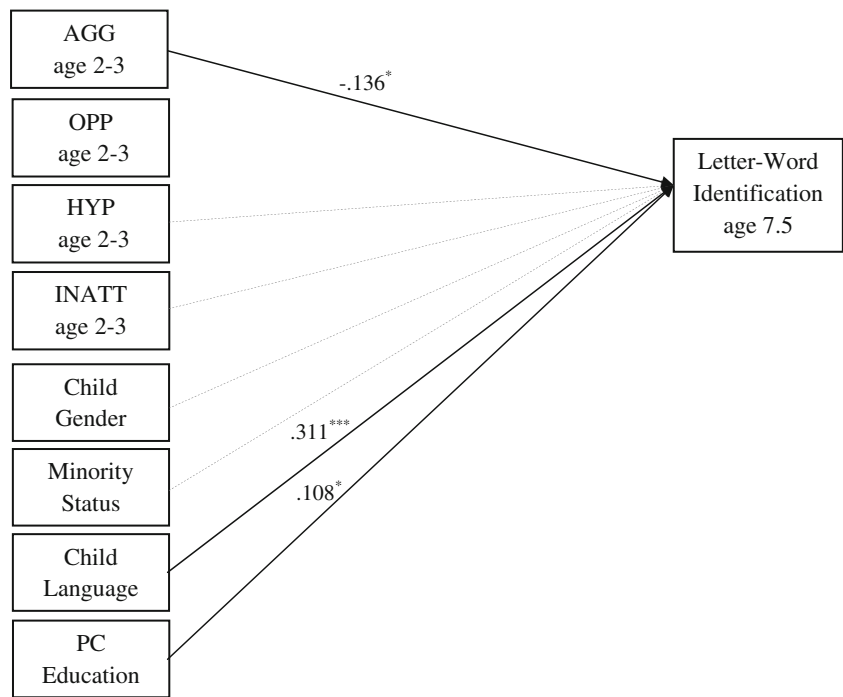 AGG
age 2-3
-.136*
OPP
age 2-3
Letter-Word
Identification
age 7.5
HYP
age 2-3
INATT
age 2-3
Child
Gender
.311***
Minority
Status
.108*
Child
Language
PC
Education